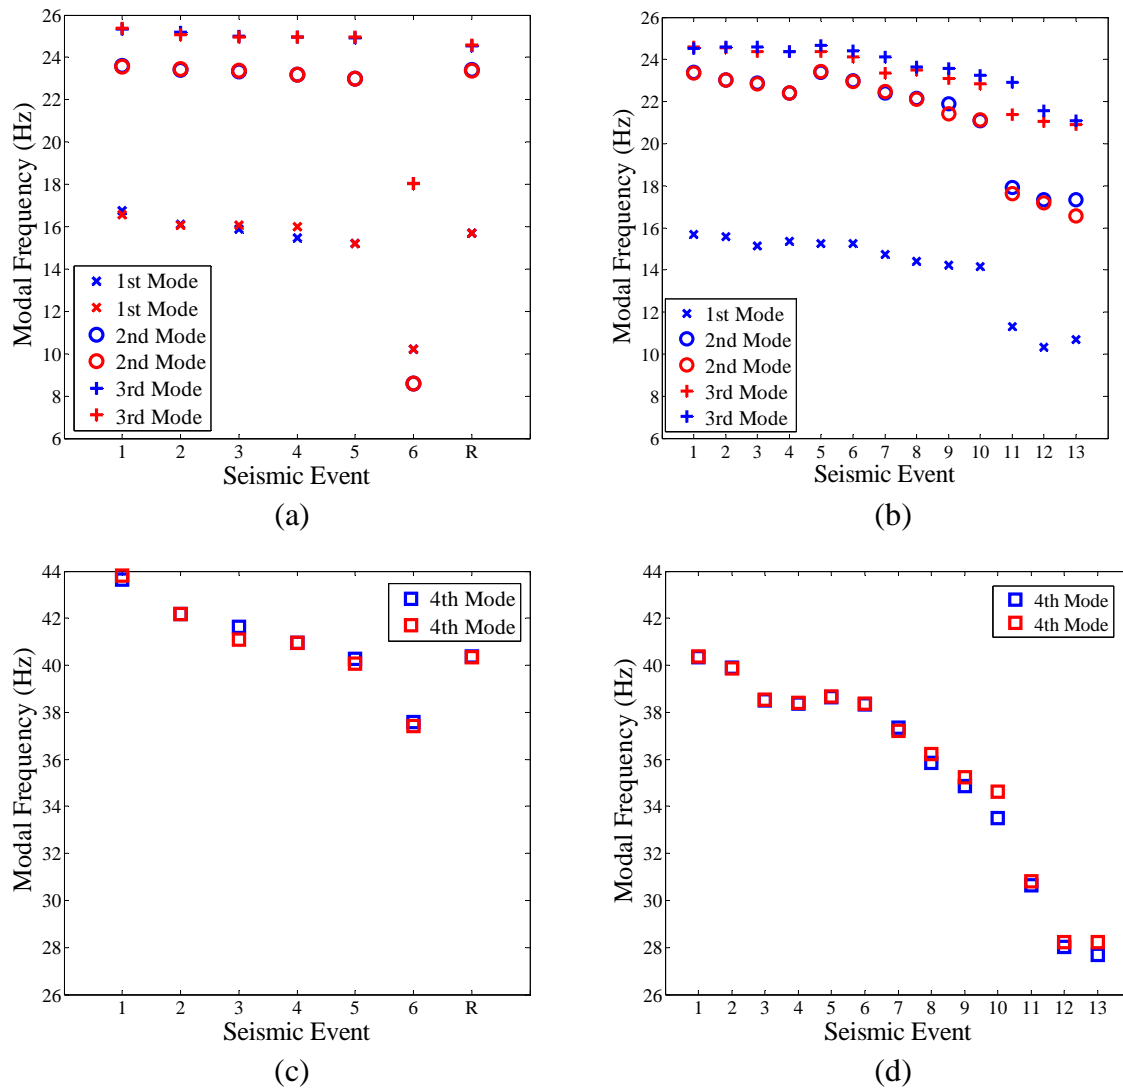 26
24
22
20
18
16
14
12
10
8
6
Modal Frequency (Hz)
1st Mode
1st Mode
2nd Mode
2nd Mode
3rd Mode
3rd Mode
1 2 3 4 5 6 R
Seismic Event
(a)
26
24
22
20
18
16
14
12
10
8
6
Modal Frequency (Hz)
1st Mode
2nd Mode
2nd Mode
3rd Mode
3rd Mode
1 2 3 4 5 6 7 8 9 10 11 12 13
Seismic Event
(b)
44
42
40
38
36
34
32
30
28
26
Modal Frequency (Hz)
4th Mode
4th Mode
1 2 3 4 5 6 R
Seismic Event
(c)
44
42
40
38
36
34
32
30
28
26
Modal Frequency (Hz)
4th Mode
4th Mode
1 2 3 4 5 6 7 8 9 10 11 12 13
Seismic Event
(d)